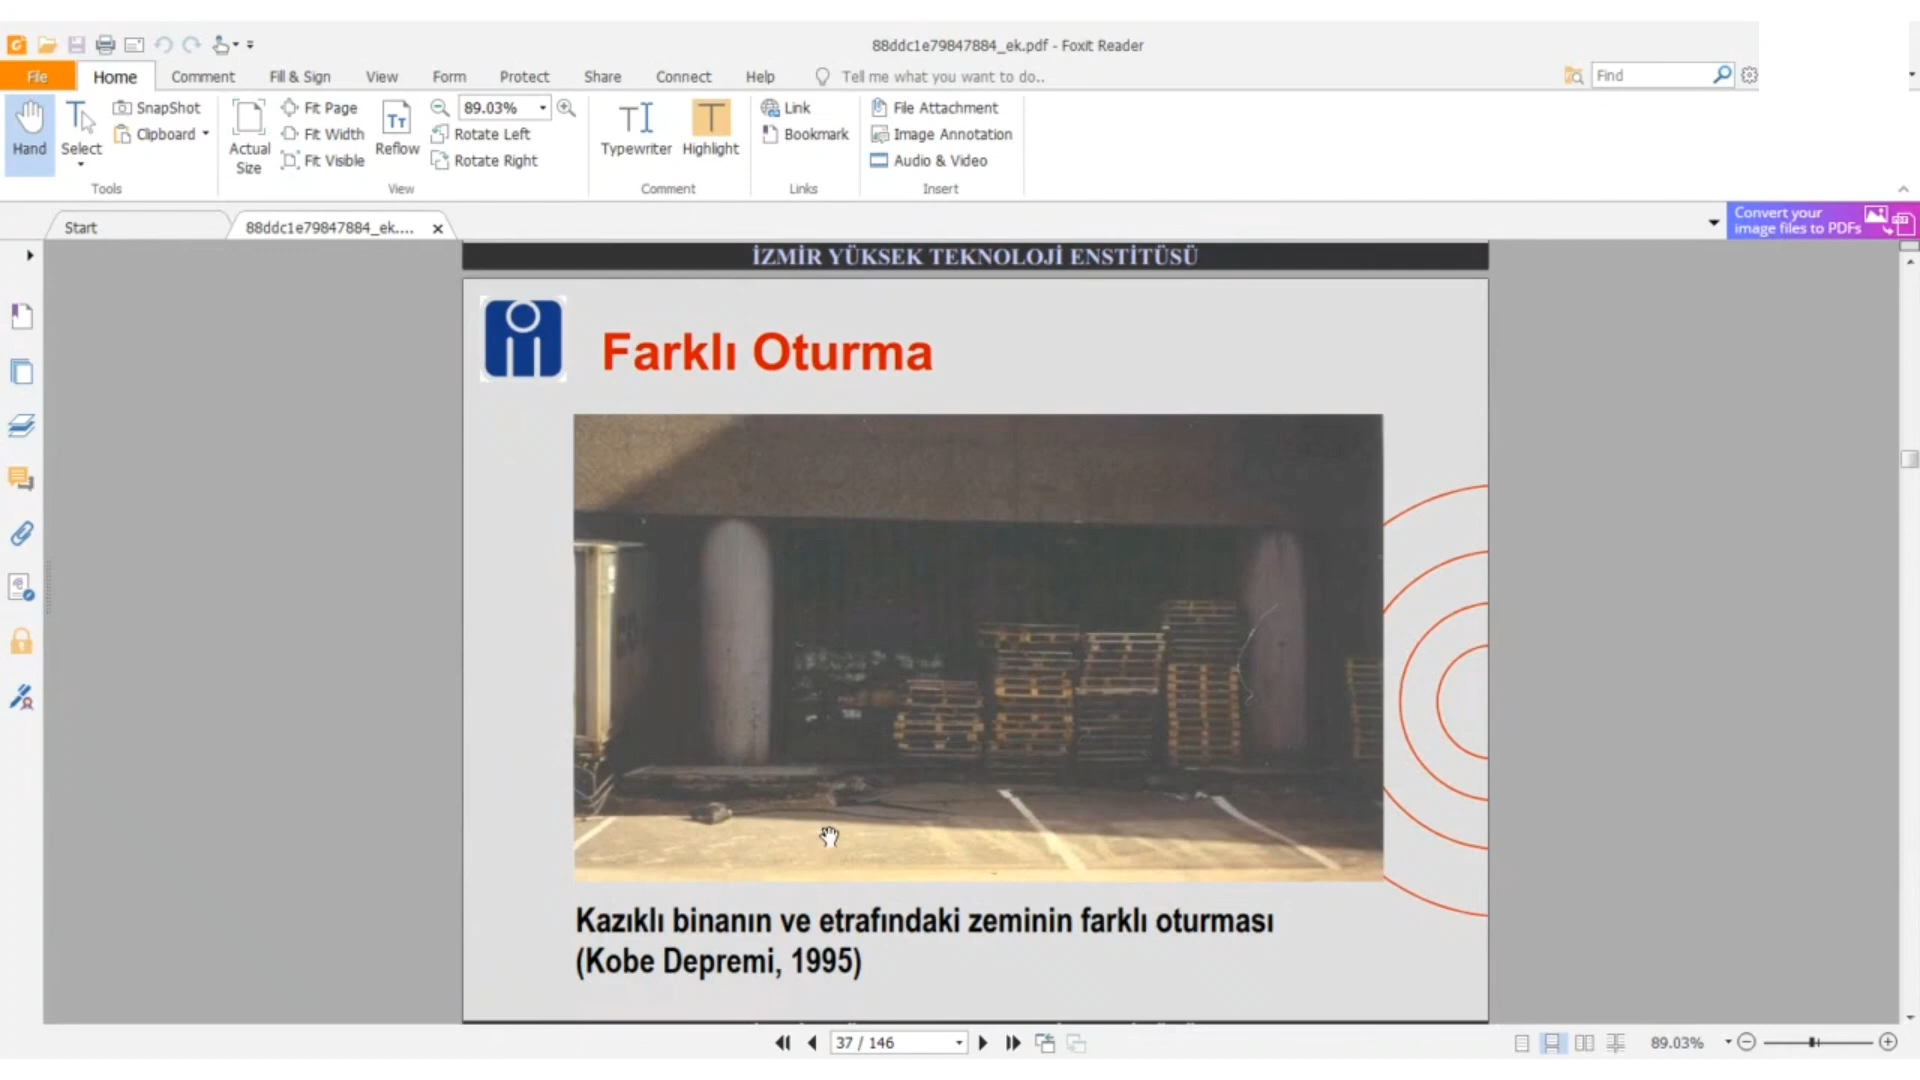 88ddc1e79847884_ek.pdf - Foxit Reader
File Home Comment Fill & Sign View Form Protect Share Connect Help Tell me what you want to do.. Find
Hand
Select
SnapShot
Clipboard
Tools
Actual Size
Fit Page
Fit Width
Fit Visible
Reflow
89.03%
Rotate Left
Rotate Right
View
Typewriter
Highlight
Comment
Link
Bookmark
Links
File Attachment
Image Annotation
Audio & Video
Insert
Start
88ddc1e79847884_ek....
Convert your
image files to PDFs
İZMİR YÜKSEK TEKNOLOJİ ENSTİTÜSÜ
Farklı Oturma
Kazıklı binanın ve etrafındaki zeminin farklı oturması
(Kobe Depremi, 1995)
37 / 146
89.03%